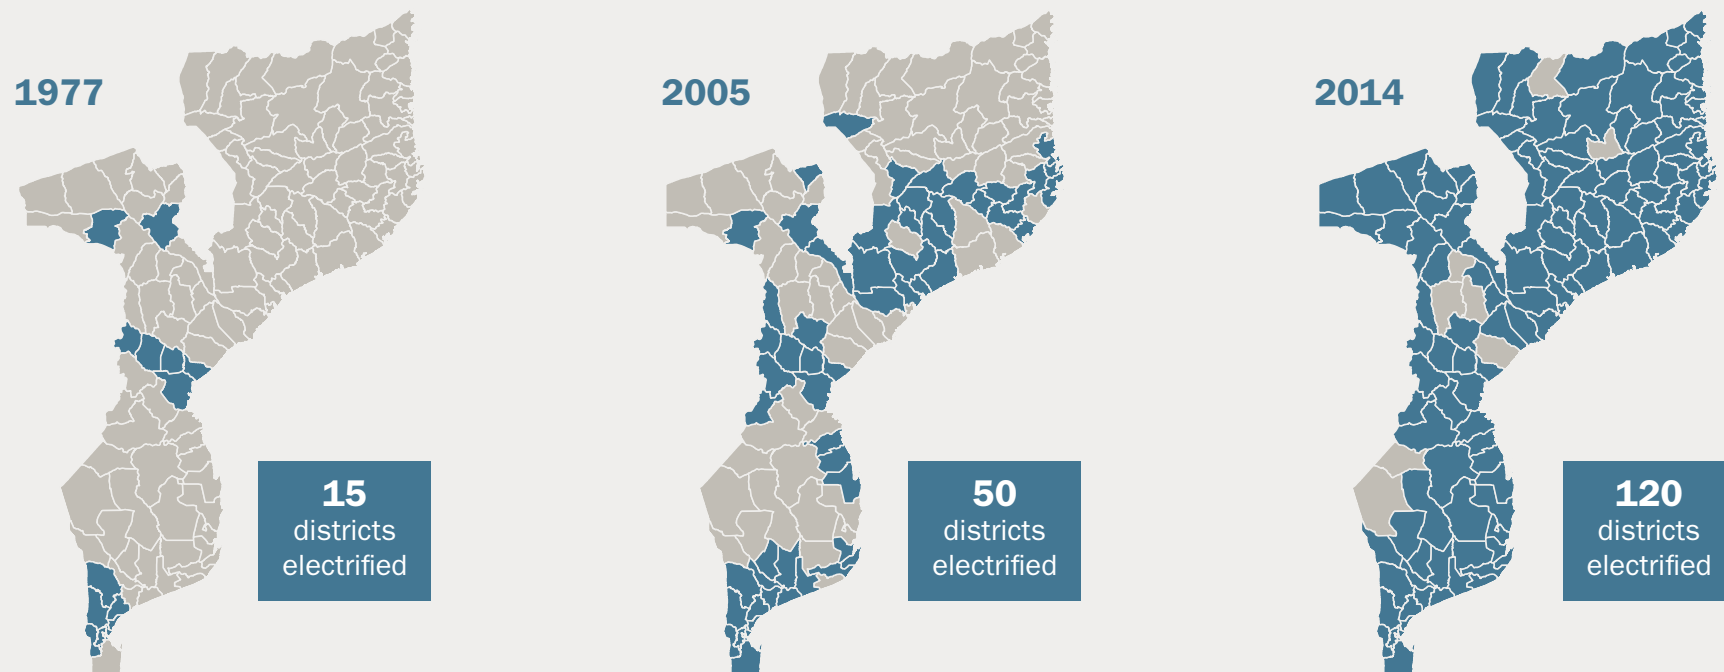 1977
15
districts
electrified
2005
50
districts
electrified
2014
120
districts
electrified